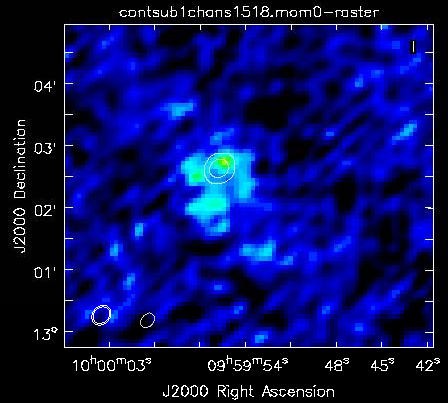 contsub1chans1518.mom0-raster
I
04'
03'
02'
01'
13°
10ʰ00ᵐ03ˢ 09ʰ59ᵐ54ˢ 48ˢ 45ˢ 42ˢ
J2000 Declination
J2000 Right Ascension